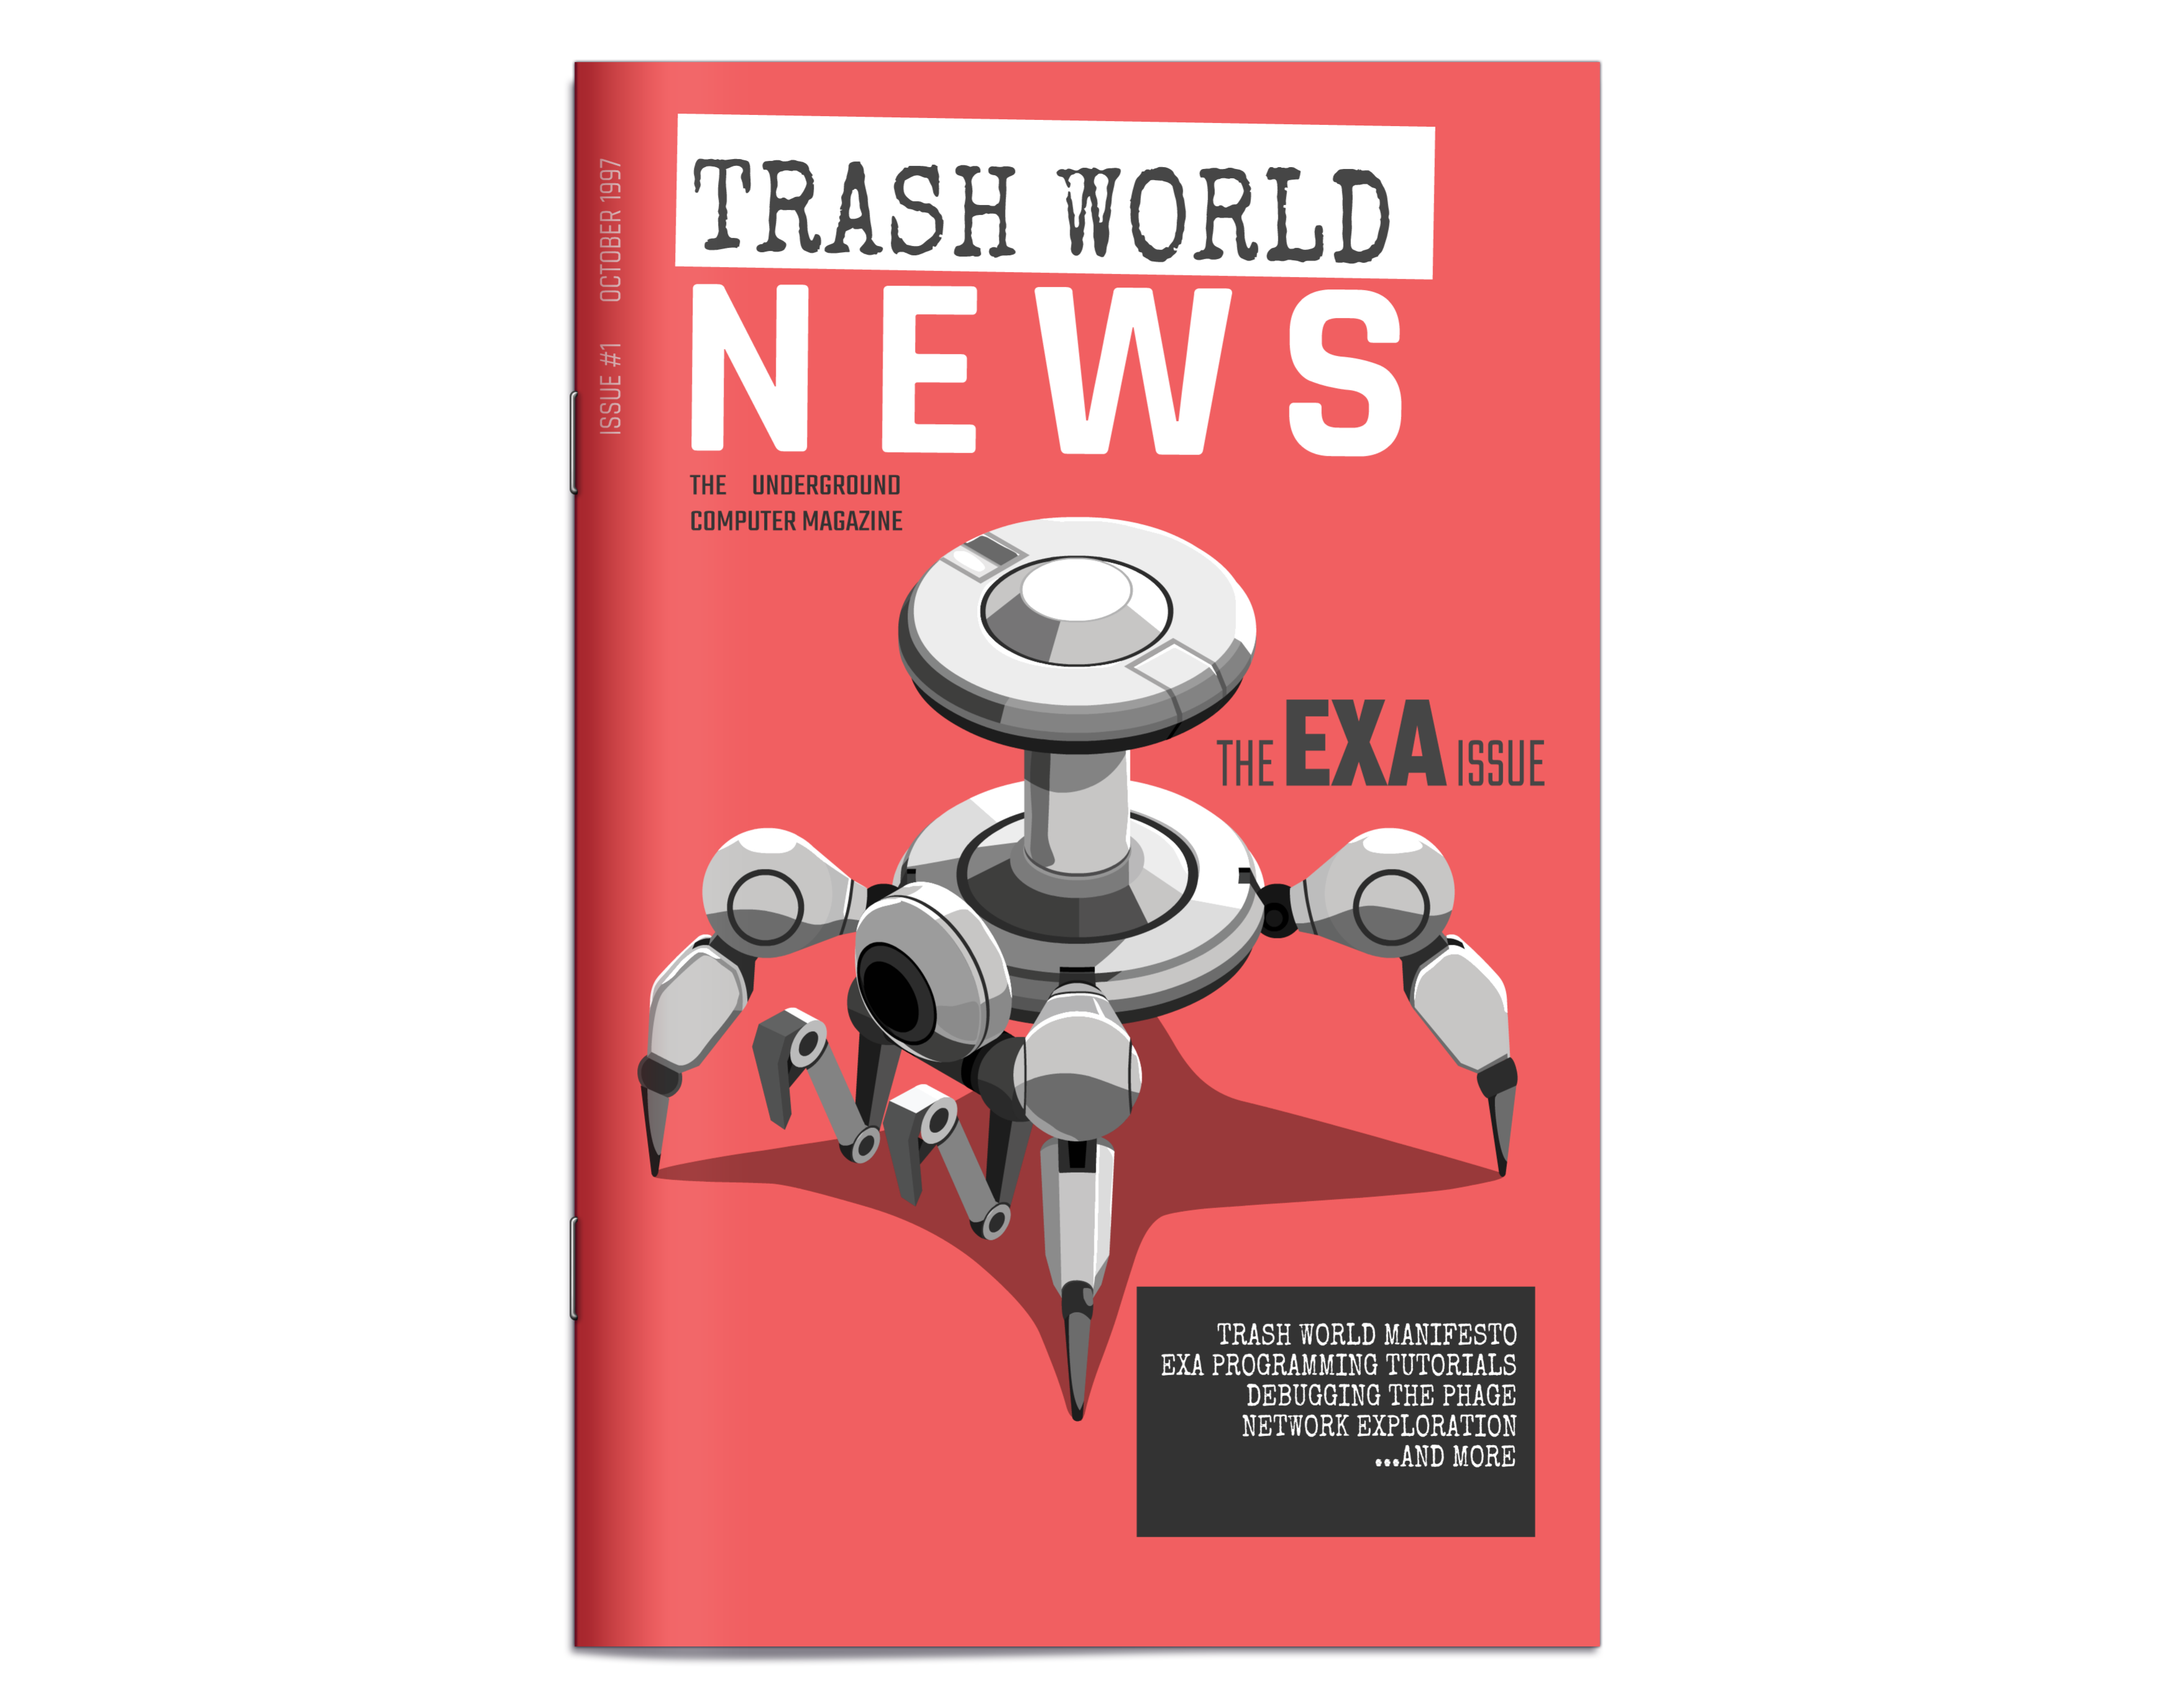 ISSUE #1 OCTOBER 1997
TRASH WORLD
NEWS
THE UNDERGROUND
COMPUTER MAGAZINE
THE EXA ISSUE
TRASH WORLD MANIFESTO
EXA PROGRAMMING TUTORIALS
DEBUGGING THE PHAGE
NETWORK EXPLORATION
...AND MORE